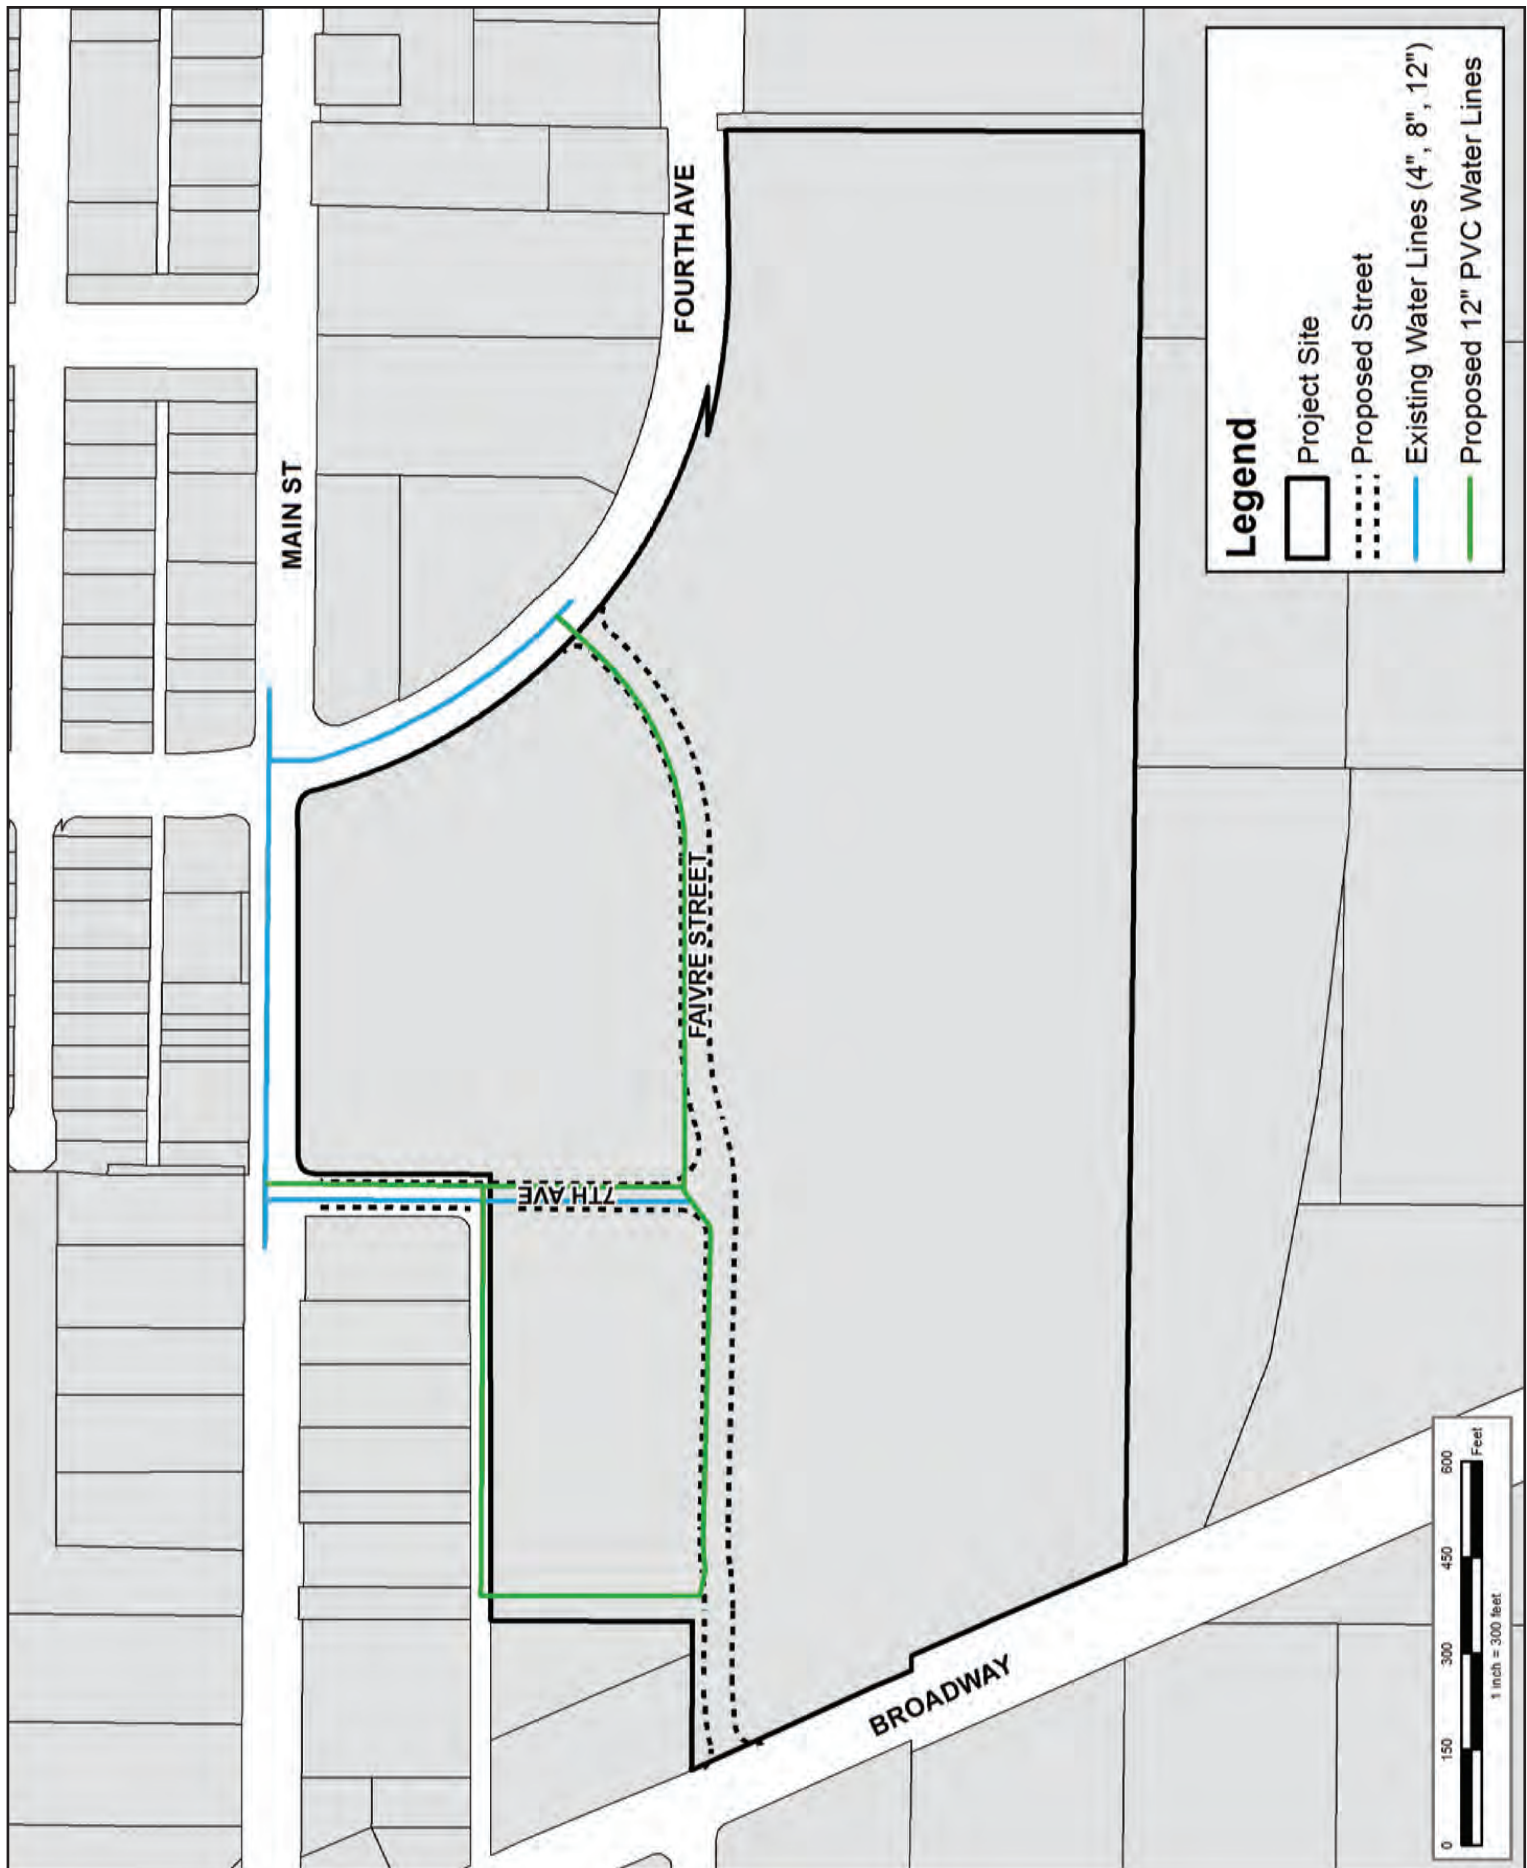 MAIN ST
FOURTH AVE
FAIVRE STREET
7TH AVE
BROADWAY
Legend
Project Site
Proposed Street
Existing Water Lines (4", 8", 12")
Proposed 12" PVC Water Lines
0 150 300 450 600
Feet
1 inch = 300 feet